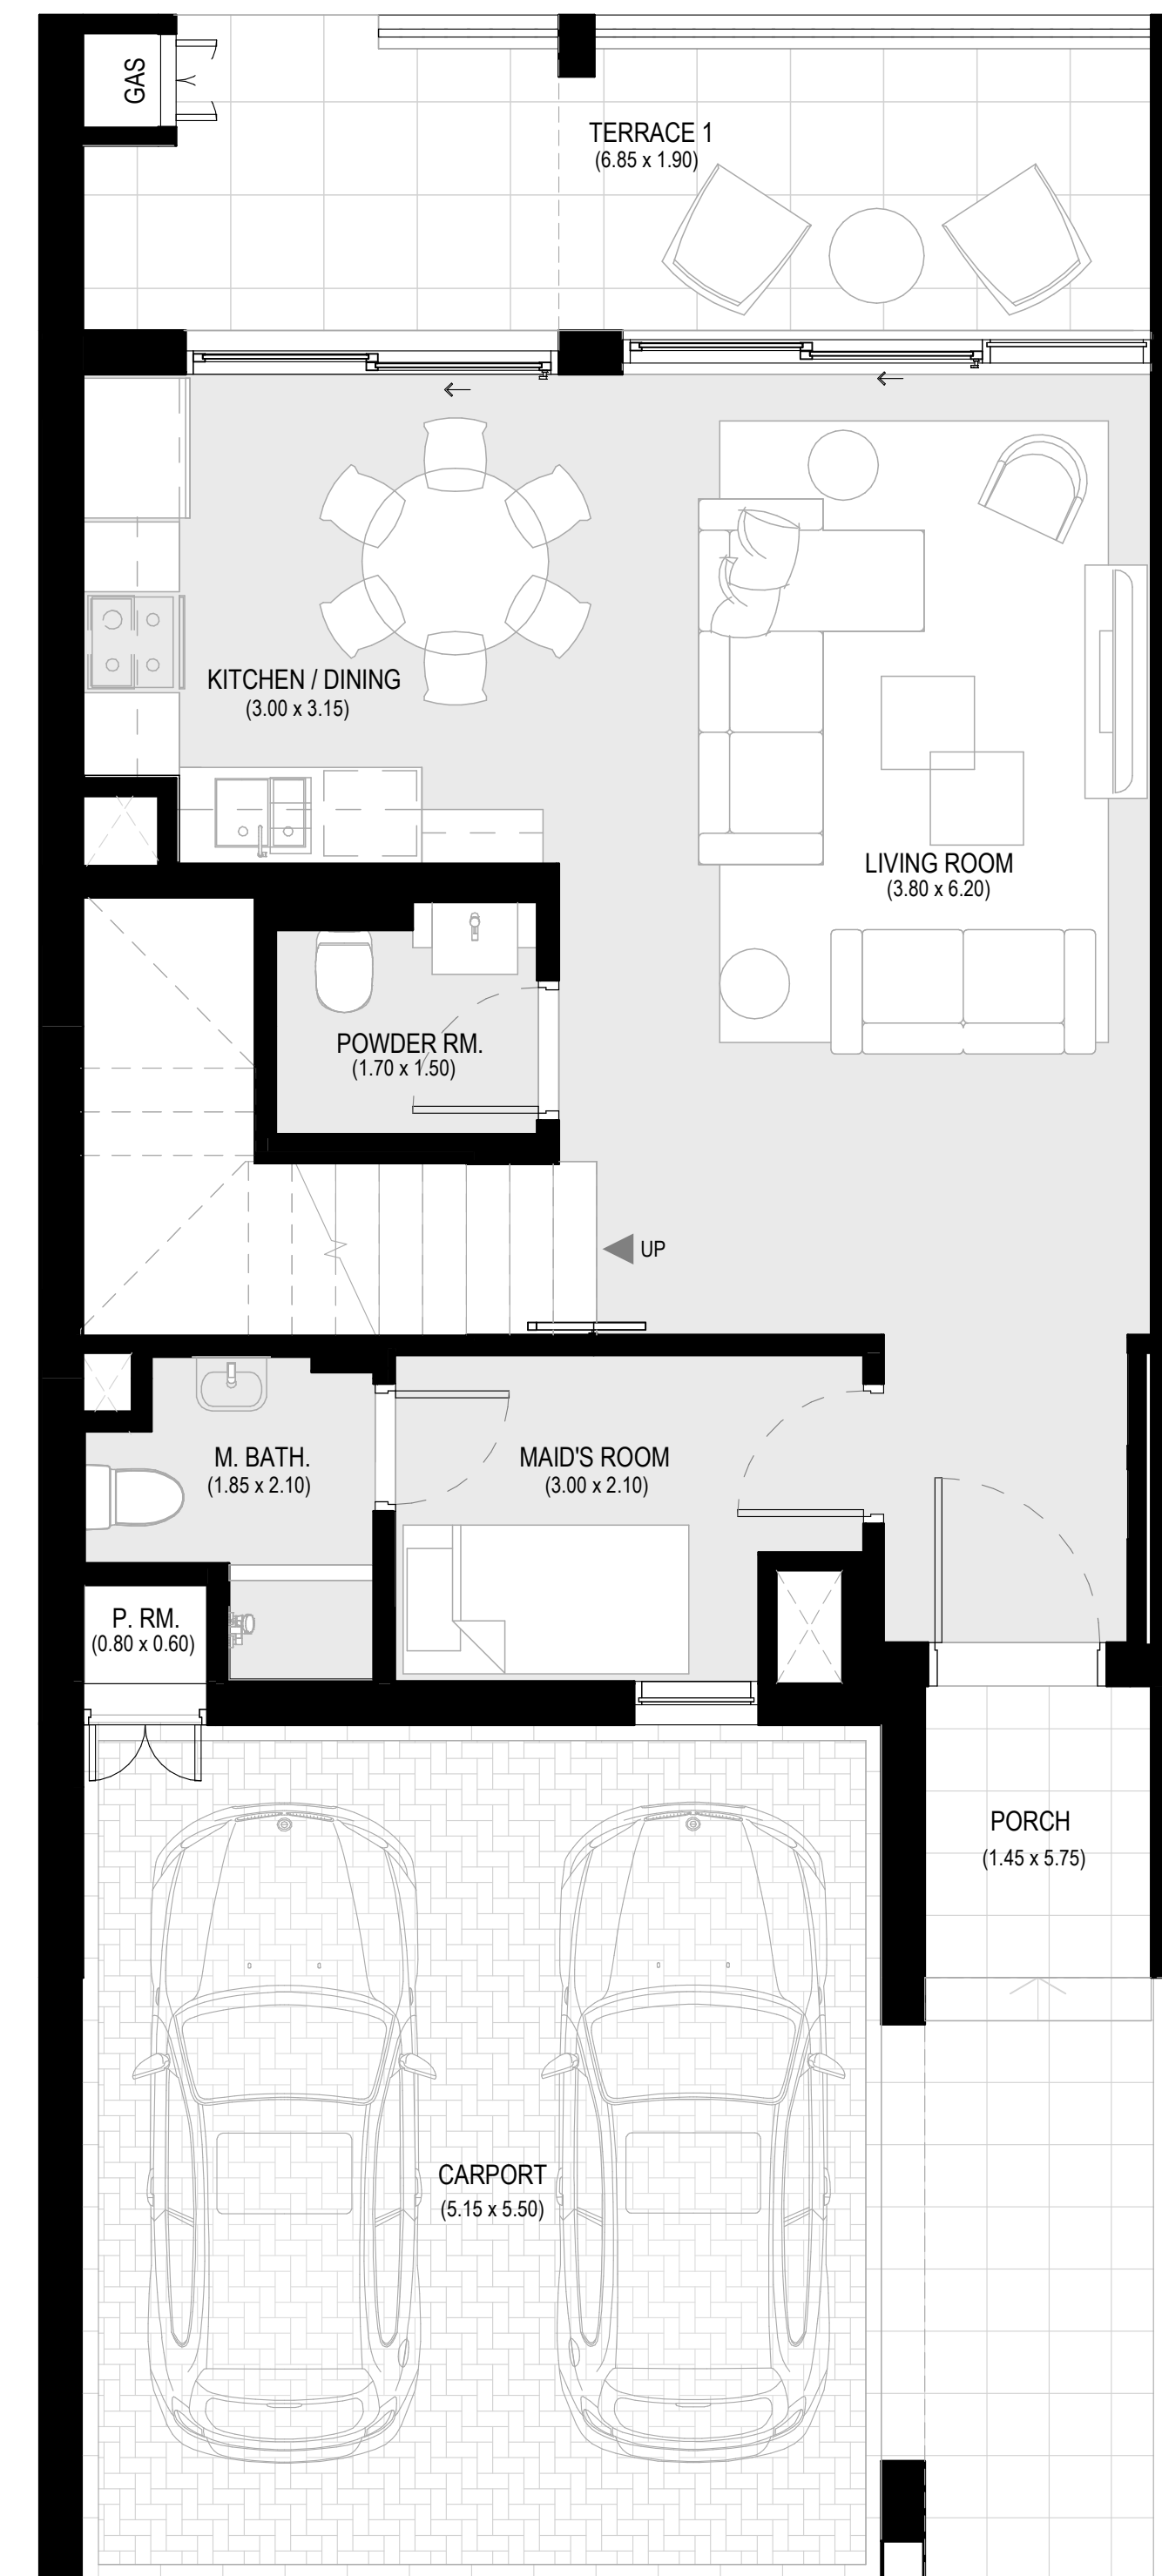 GAS
TERRACE 1
(6.85 x 1.90)
KITCHEN / DINING
(3.00 x 3.15)
LIVING ROOM
(3.80 x 6.20)
POWDER RM.
(1.70 x 1.50)
UP
M. BATH.
(1.85 x 2.10)
MAID'S ROOM
(3.00 x 2.10)
P. RM.
(0.80 x 0.60)
PORCH
(1.45 x 5.75)
CARPORT
(5.15 x 5.50)